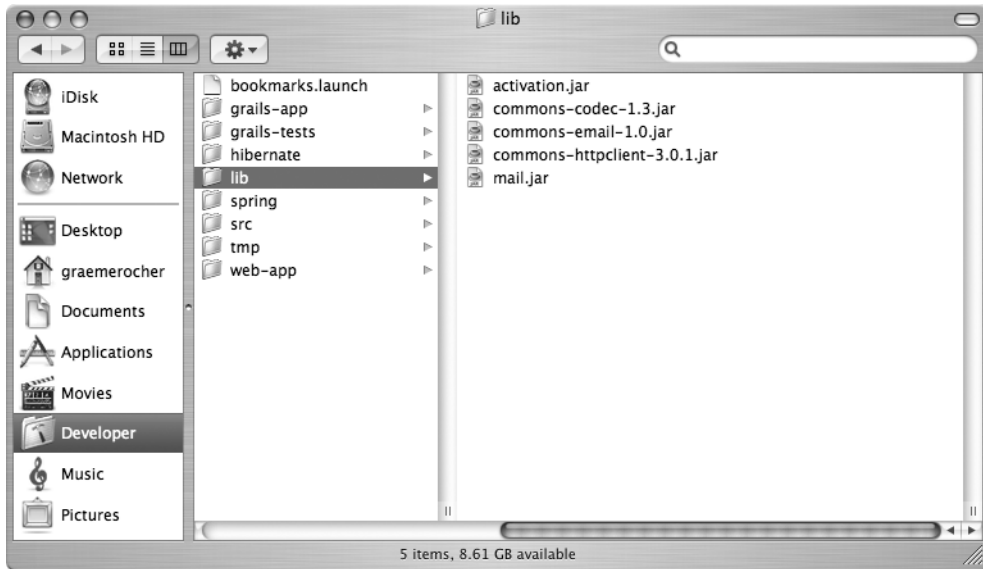 lib
iDisk
Macintosh HD
Network
Desktop
graemerocher
Documents
Applications
Movies
Developer
Music
Pictures
bookmarks.launch
grails-app
grails-tests
hibernate
lib
spring
src
tmp
web-app
activation.jar
commons-codec-1.3.jar
commons-email-1.0.jar
commons-httpclient-3.0.1.jar
mail.jar
5 items, 8.61 GB available